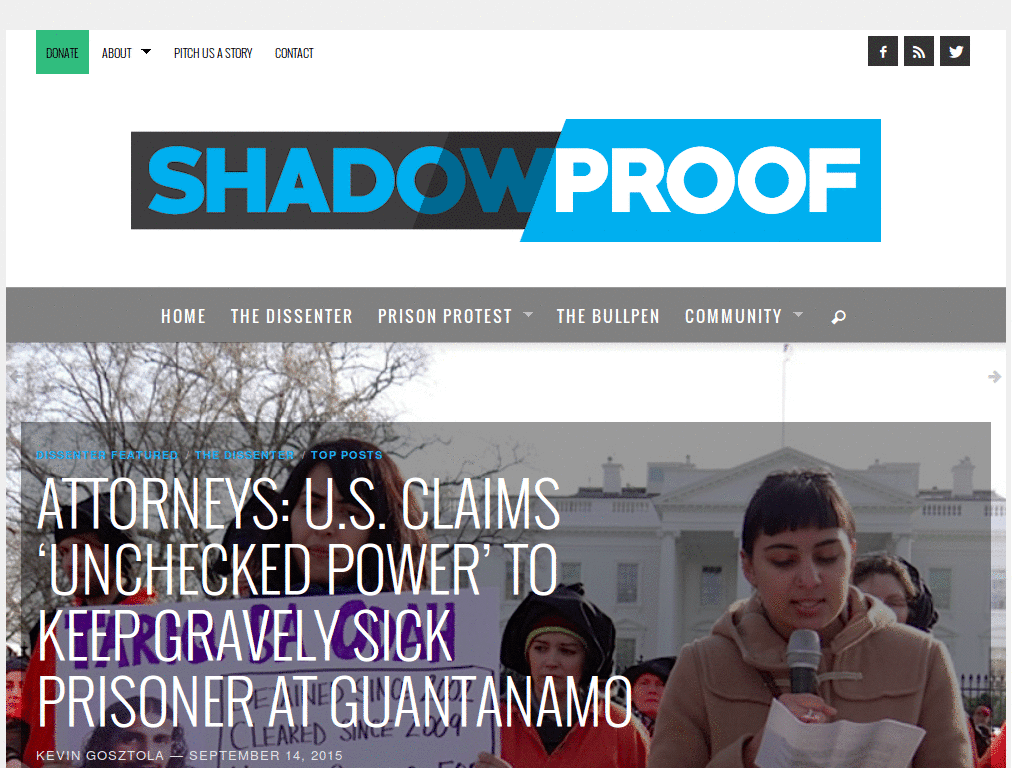 DONATE ABOUT PITCH US A STORY CONTACT
SHADOWPROOF
HOME THE DISSENTER PRISON PROTEST THE BULLPEN COMMUNITY
DISSENTER FEATURED / THE DISSENTER / TOP POSTS
ATTORNEYS: U.S. CLAIMS
‘UNCHECKED POWER’ TO
KEEP GRAVELY SICK
PRISONER AT GUANTANAMO
CLEARED SINCE 2009
KEVIN GOSZTOLA — SEPTEMBER 14, 2015